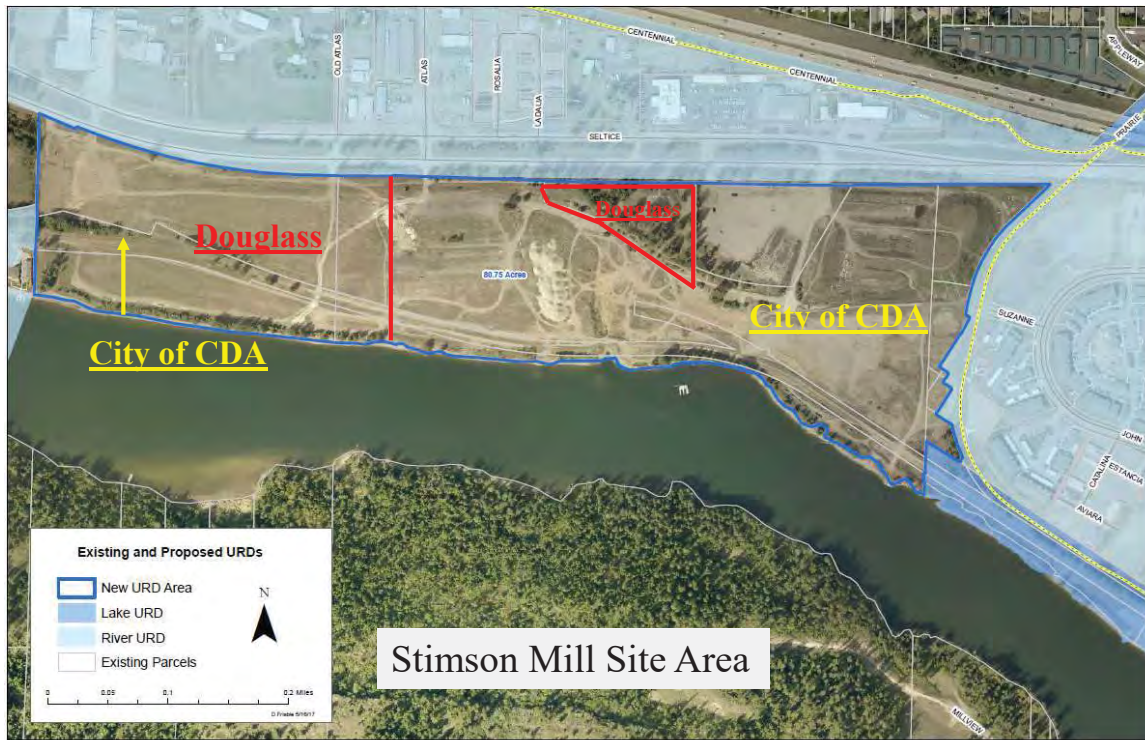 CENTENNIAL
CENTENNIAL
APPLEWAY
PRAIRIE
OLD ATLAS
ATLAS
ROSALIA
LADALIA
SELTICE
Douglass
Douglass
80.75 Acres
City of CDA
City of CDA
SUZANNE
JOHN
ESTANCIA
CATALINA
AVIARA
Existing and Proposed URDs
New URD Area
Lake URD
River URD
Existing Parcels
N
0 0.05 0.1 0.2 Miles
Stimson Mill Site Area
MILLVIEW